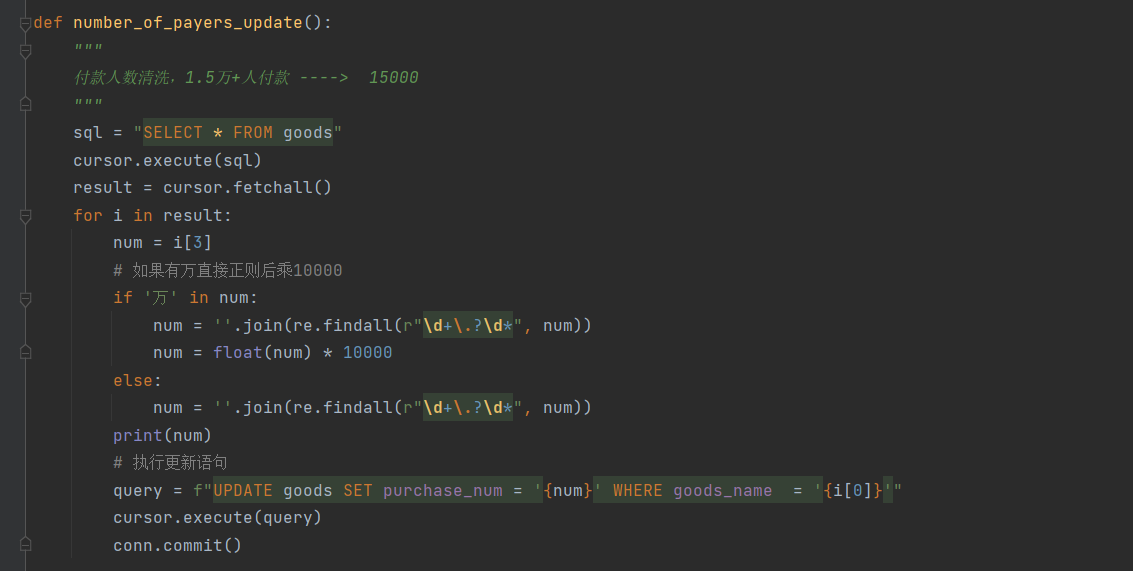 def number_of_payers_update():
    """
    付款人数清洗，1.5万+人付款 ---->  15000
    """
    sql = "SELECT * FROM goods"
    cursor.execute(sql)
    result = cursor.fetchall()
    for i in result:
        num = i[3]
        # 如果有万直接正则后乘10000
        if '万' in num:
            num = ''.join(re.findall(r"\d+\.?\d*", num))
            num = float(num) * 10000
        else:
            num = ''.join(re.findall(r"\d+\.?\d*", num))
        print(num)
        # 执行更新语句
        query = f"UPDATE goods SET purchase_num = '{num}' WHERE goods_name  = '{i[0]}'"
        cursor.execute(query)
        conn.commit()